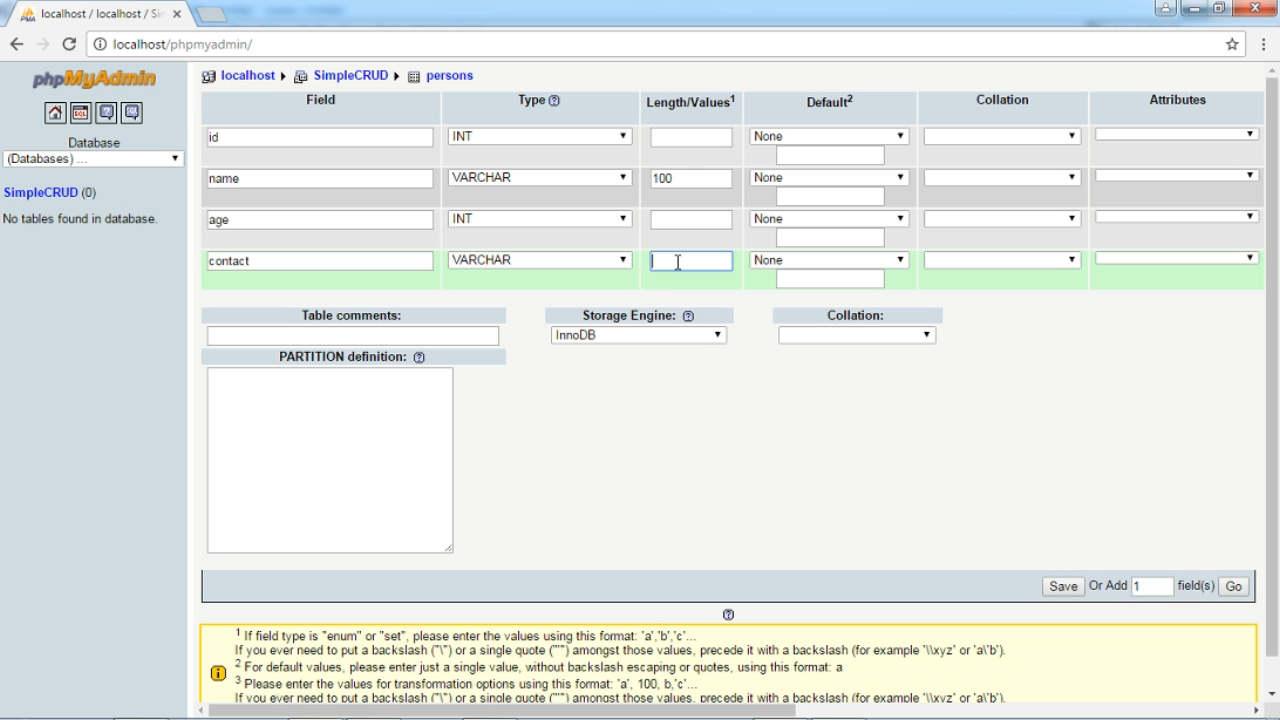 localhost / localhost / Si
localhost/phpmyadmin/
phpMyAdmin
SQL
Database
(Databases) ...
SimpleCRUD (0)
No tables found in database.
localhost SimpleCRUD persons
Field Type Length/Values1 Default2 Collation Attributes
id INT None
name VARCHAR 100 None
age INT None
contact VARCHAR None
Table comments: Storage Engine: Collation:
InnoDB
PARTITION definition:
Save Or Add 1 field(s) Go
1 If field type is "enum" or "set", please enter the values using this format: 'a','b','c'...
If you ever need to put a backslash ("\") or a single quote ("'") amongst those values, precede it with a backslash (for example '\\xyz' or 'a\'b').
2 For default values, please enter just a single value, without backslash escaping or quotes, using this format: a
3 Please enter the values for transformation options using this format: 'a', 100, b,'c'...
If you ever need to put a backslash ("\") or a single quote ("'") amongst those values, precede it with a backslash (for example '\\xyz' or 'a\'b').